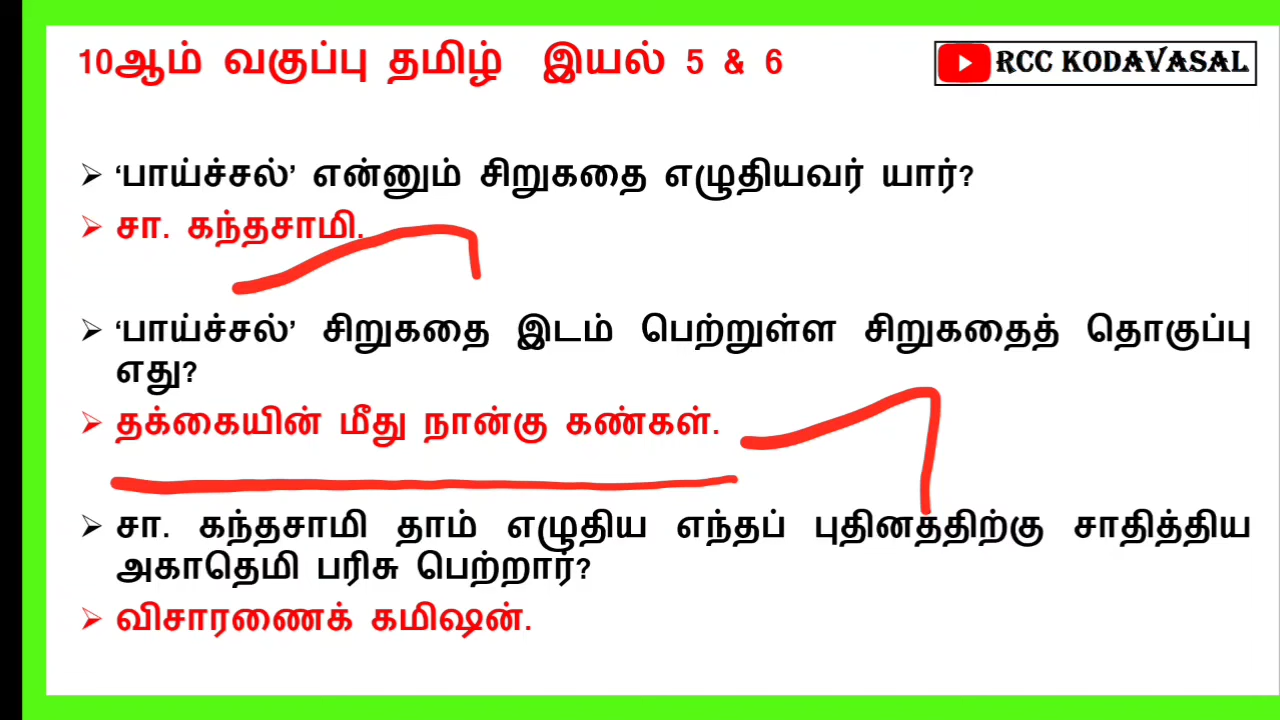 10ஆம் வகுப்பு தமிழ் இயல் 5 & 6
RCC KODAVASAL
‘பாய்ச்சல்’ என்னும் சிறுகதை எழுதியவர் யார்?
சா. கந்தசாமி.
‘பாய்ச்சல்’ சிறுகதை இடம் பெற்றுள்ள சிறுகதைத் தொகுப்பு
எது?
தக்கையின் மீது நான்கு கண்கள்.
சா. கந்தசாமி தாம் எழுதிய எந்தப் புதினத்திற்கு சாதித்திய
அகாதெமி பரிசு பெற்றார்?
விசாரணைக் கமிஷன்.